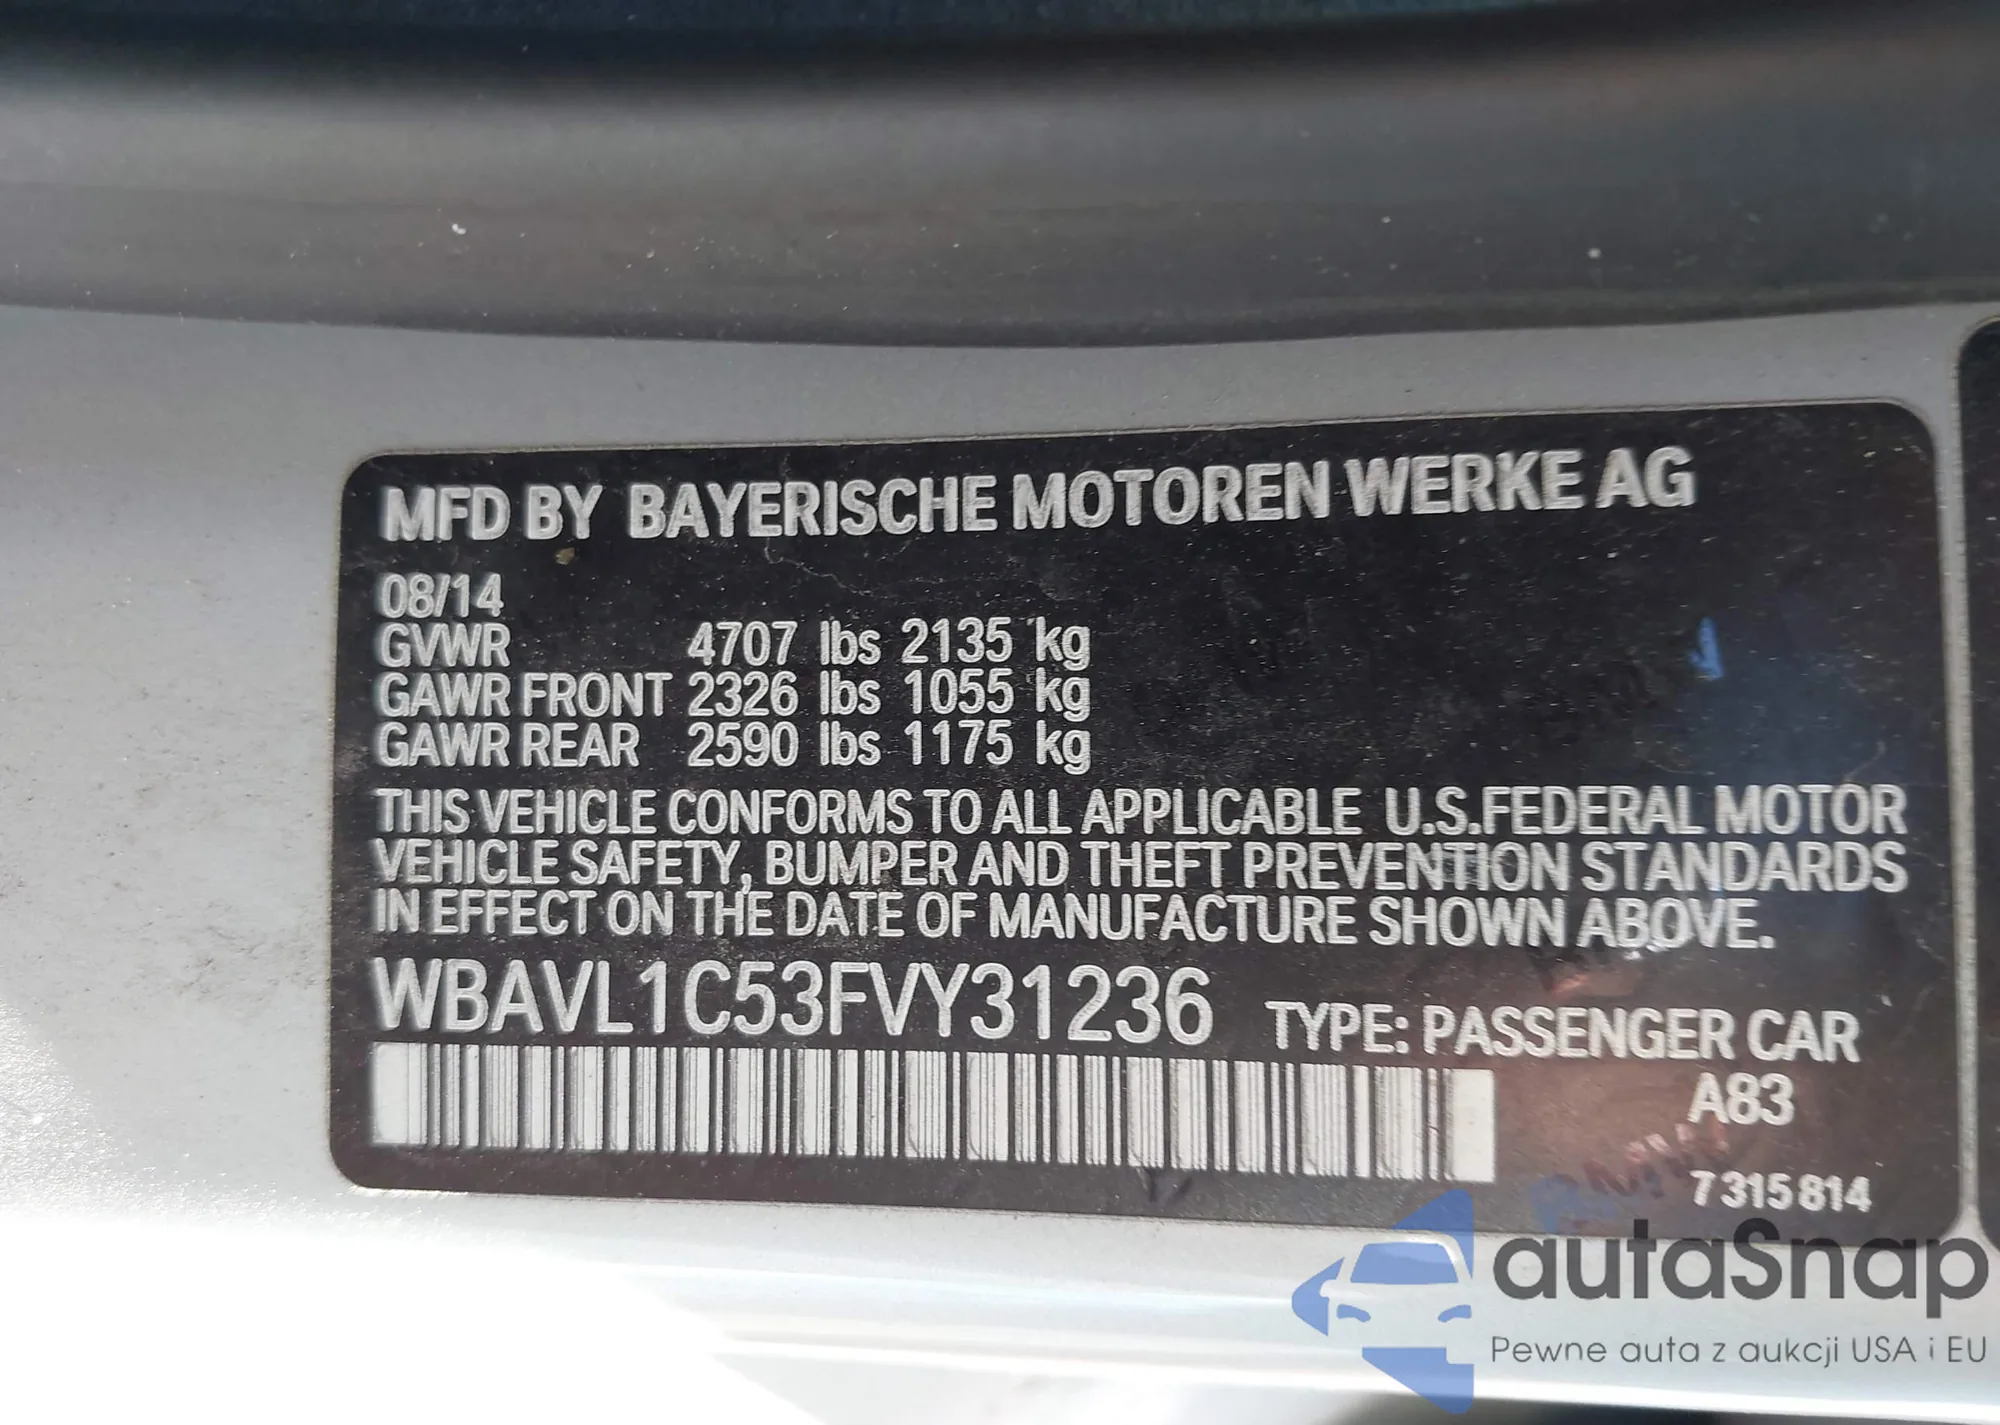 MFD BY BAYERISCHE MOTOREN WERKE AG
08/14
GVWR 4707 lbs 2135 kg
GAWR FRONT 2326 lbs 1055 kg
GAWR REAR 2590 lbs 1175 kg
THIS VEHICLE CONFORMS TO ALL APPLICABLE U.S.FEDERAL MOTOR
VEHICLE SAFETY, BUMPER AND THEFT PREVENTION STANDARDS
IN EFFECT ON THE DATE OF MANUFACTURE SHOWN ABOVE.
WBAVL1C53FVY31236 TYPE: PASSENGER CAR
A83
7315814
autaSnap
Pewne auta z aukcji USA i EU